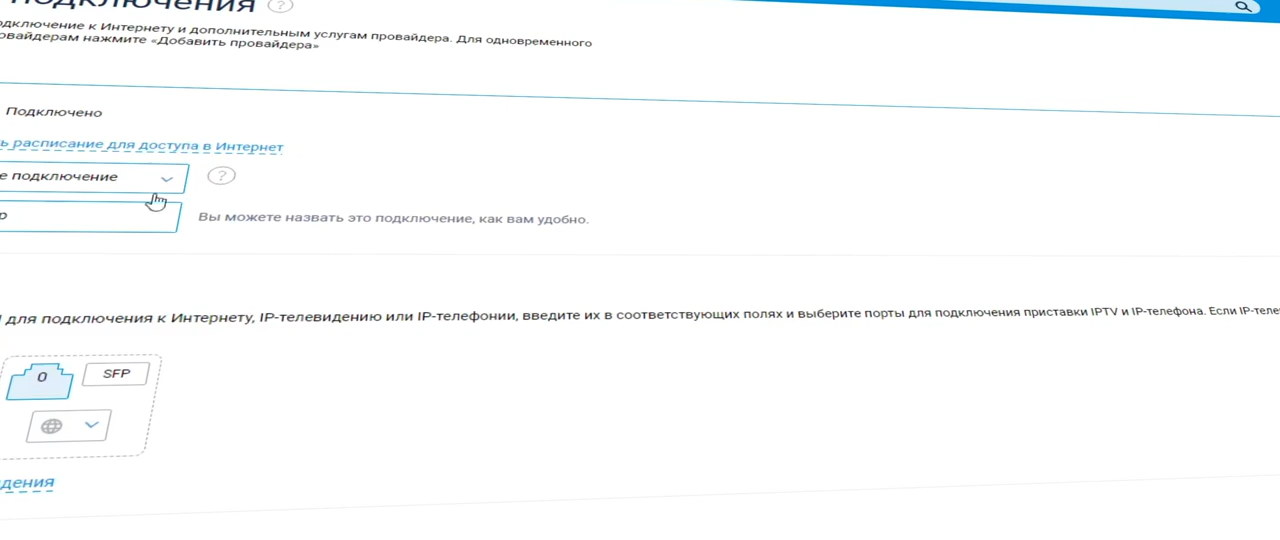 подключения ?
одключение к Интернету и дополнительным услугам провайдера. Для одновременного
овайдерам нажмите «Добавить провайдера»
Подключено
ь расписание для доступа в Интернет
е подключение ?
р Вы можете назвать это подключение, как вам удобно.
для подключения к Интернету, IP-телевидению или IP-телефонии, введите их в соответствующих полях и выберите порты для подключения приставки IPTV и IP-телефона. Если IP-теле
0 SFP
дения